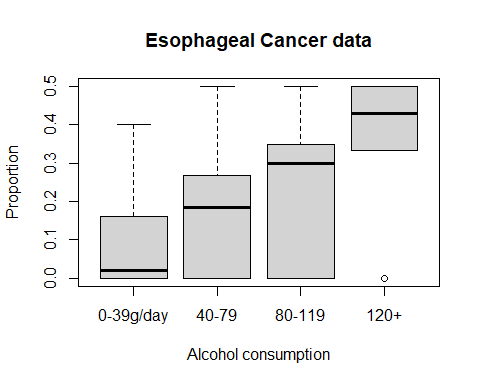 Esophageal Cancer data
Proportion
0.5
0.4
0.3
0.2
0.1
0.0
0-39g/day 40-79 80-119 120+
Alcohol consumption